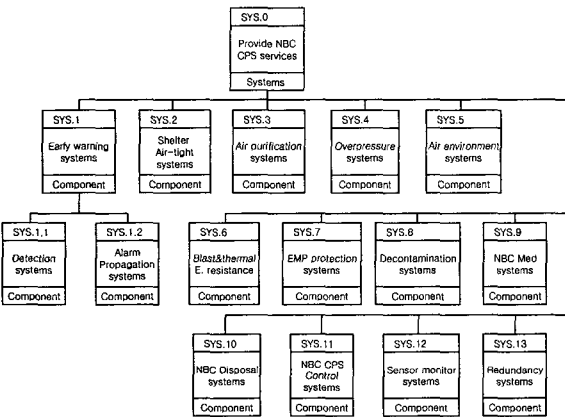 SYS.0
Provide NBC
CPS services
Systems
SYS.1
Early warning
systems
Component
SYS.2
Shelter
Air-tight
systems
Component
SYS.3
Air purification
systems
Component
SYS.4
Overpressure
systems
Component
SYS.5
Air environment
systems
Component
SYS.1.1
Detection
systems
Component
SYS.1.2
Alarm
Propagation
systems
Component
SYS.6
Blast&thermal
E. resistance
Component
SYS.7
EMP protection
systems
Component
SYS.8
Decontamination
systems
Component
SYS.9
NBC Med
systems
Component
SYS.10
NBC Disposal
systems
Component
SYS.11
NBC CPS
Control
systems
Component
SYS.12
Sensor monitor
systems
Component
SYS.13
Redundancy
systems
Component